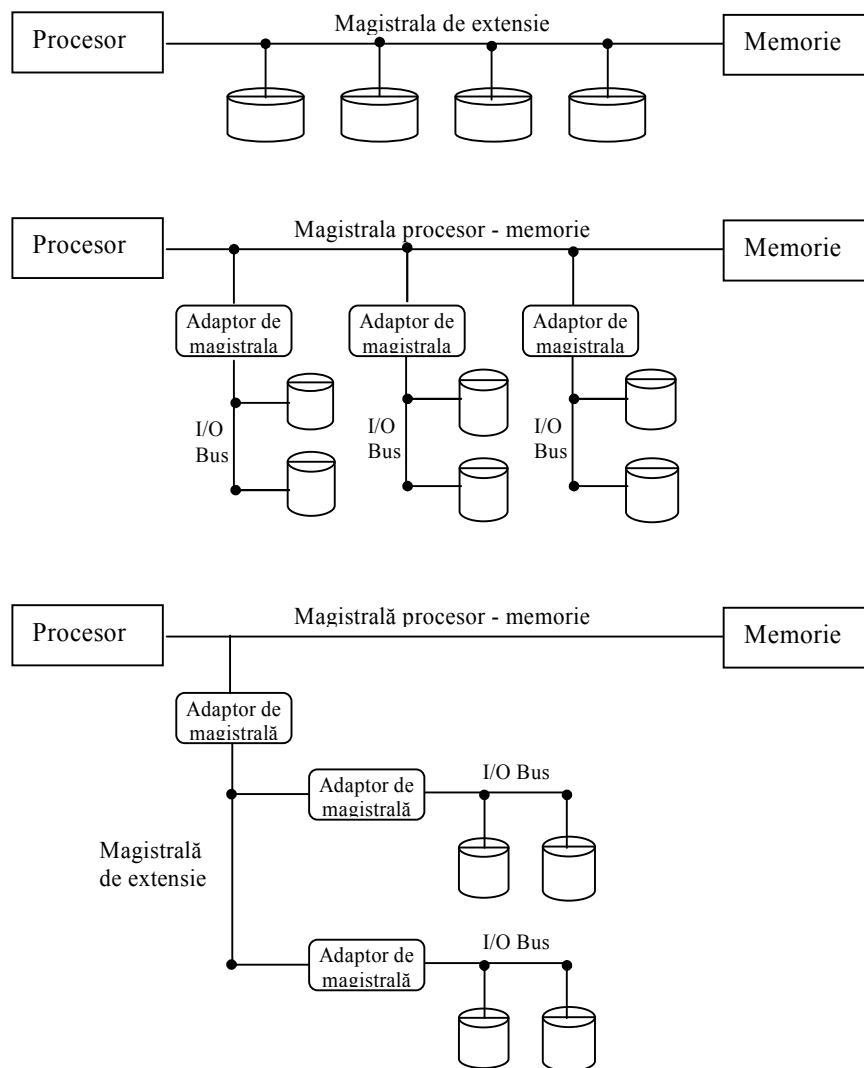 Procesor
Magistrala de extensie
Memorie
Procesor
Magistrala procesor - memorie
Memorie
Adaptor de
magistrala
Adaptor de
magistrala
Adaptor de
magistrala
I/O
Bus
I/O
Bus
I/O
Bus
Procesor
Magistrală procesor - memorie
Memorie
Adaptor de
magistrală
Adaptor de
magistrală
I/O Bus
Magistrală
de extensie
Adaptor de
magistrală
I/O Bus